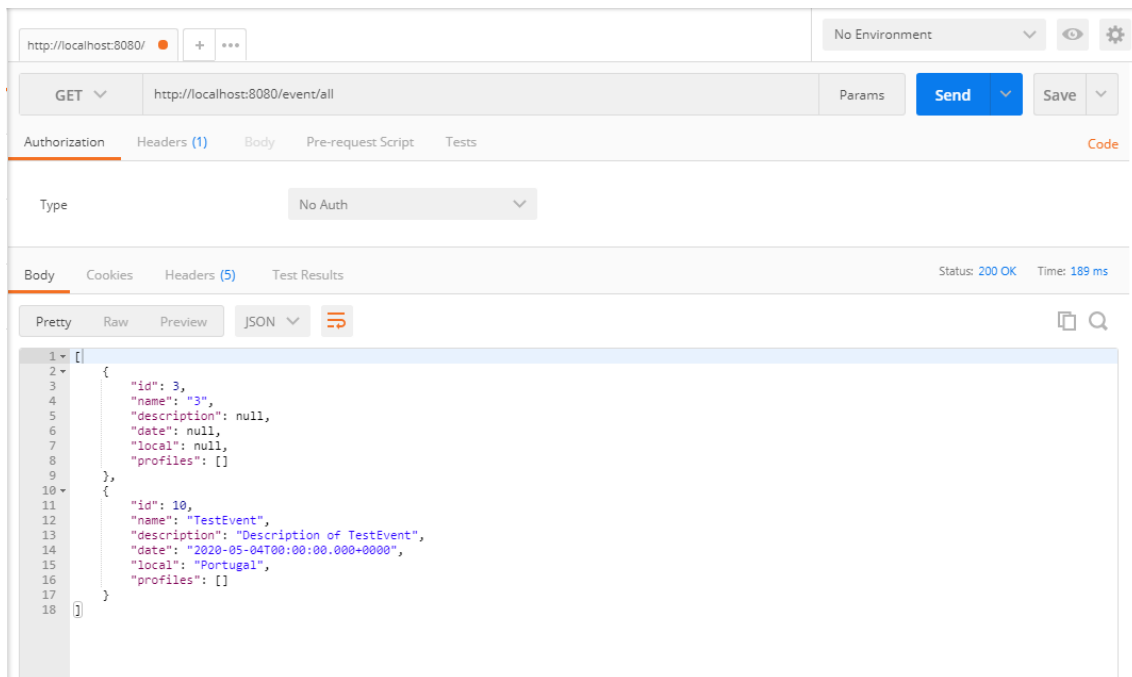 http://localhost:8080/ + •••
No Environment
GET http://localhost:8080/event/all Params Send Save
Authorization Headers (1) Body Pre-request Script Tests Code
Type No Auth
Body Cookies Headers (5) Test Results Status: 200 OK Time: 189 ms
Pretty Raw Preview JSON
1 [
2 {
3 "id": 3,
4 "name": "3",
5 "description": null,
6 "date": null,
7 "local": null,
8 "profiles": []
9 },
10 {
11 "id": 10,
12 "name": "TestEvent",
13 "description": "Description of TestEvent",
14 "date": "2020-05-04T00:00:00.000+0000",
15 "local": "Portugal",
16 "profiles": []
17 }
18 ]